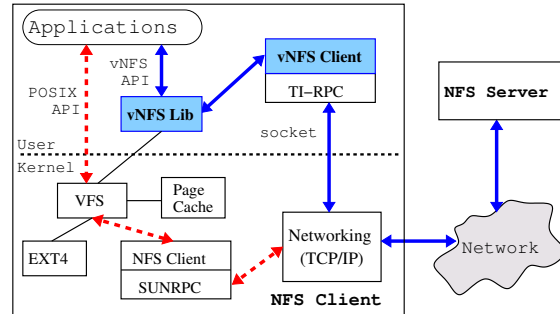 Applications
vNFS
API
POSIX
API
vNFS Client
TI-RPC
vNFS Lib
NFS Server
socket
User
Kernel
VFS
Page
Cache
EXT4
NFS Client
SUNRPC
Networking
(TCP/IP)
Network
NFS Client